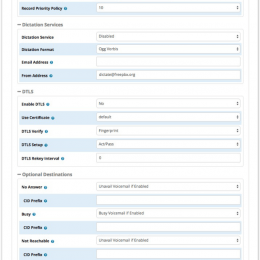 Record Priority Policy 10
— Dictation Services
Dictation Service Disabled
Dictation Format Ogg Vorbis
Email Address
From Address dictate@freepbx.org
— DTLS
Enable DTLS No
Use Certificate default
DTLS Verify Fingerprint
DTLS Setup Act/Pass
DTLS Rekey Interval 0
— Optional Destinations
No Answer Unavail Voicemail if Enabled
CID Prefix
Busy Busy Voicemail if Enabled
CID Prefix
Not Reachable Unavail Voicemail if Enabled
CID Prefix